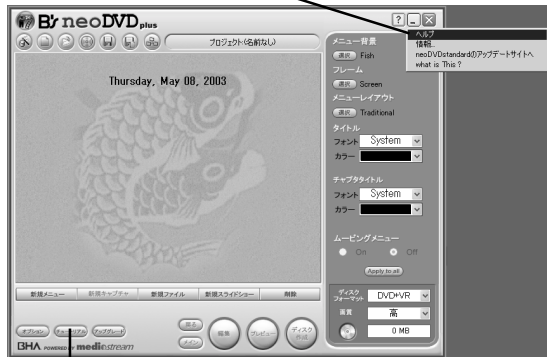 B's neoDVD plus
?
プロジェクト(名前なし)
ヘルプ
情報...
neoDVDstandardのアップデートサイトへ
what is This ?
Thursday, May 08, 2003
メニュー背景
選択 Fish
フレーム
選択 Screen
メニューレイアウト
選択 Traditional
タイトル
フォント System
カラー
チャプタタイトル
フォント System
カラー
ムービングメニュー
On Off
Apply to all
新規メニュー 新規キャプチャ 新規ファイル 新規スライドショー 削除
ディスクフォーマット DVD+VR
画質 高
0 MB
オプション チュートリアル アップグレード
戻る
メイン
編集
プレビュー
ディスク作成
BHA POWERED BY mediostream